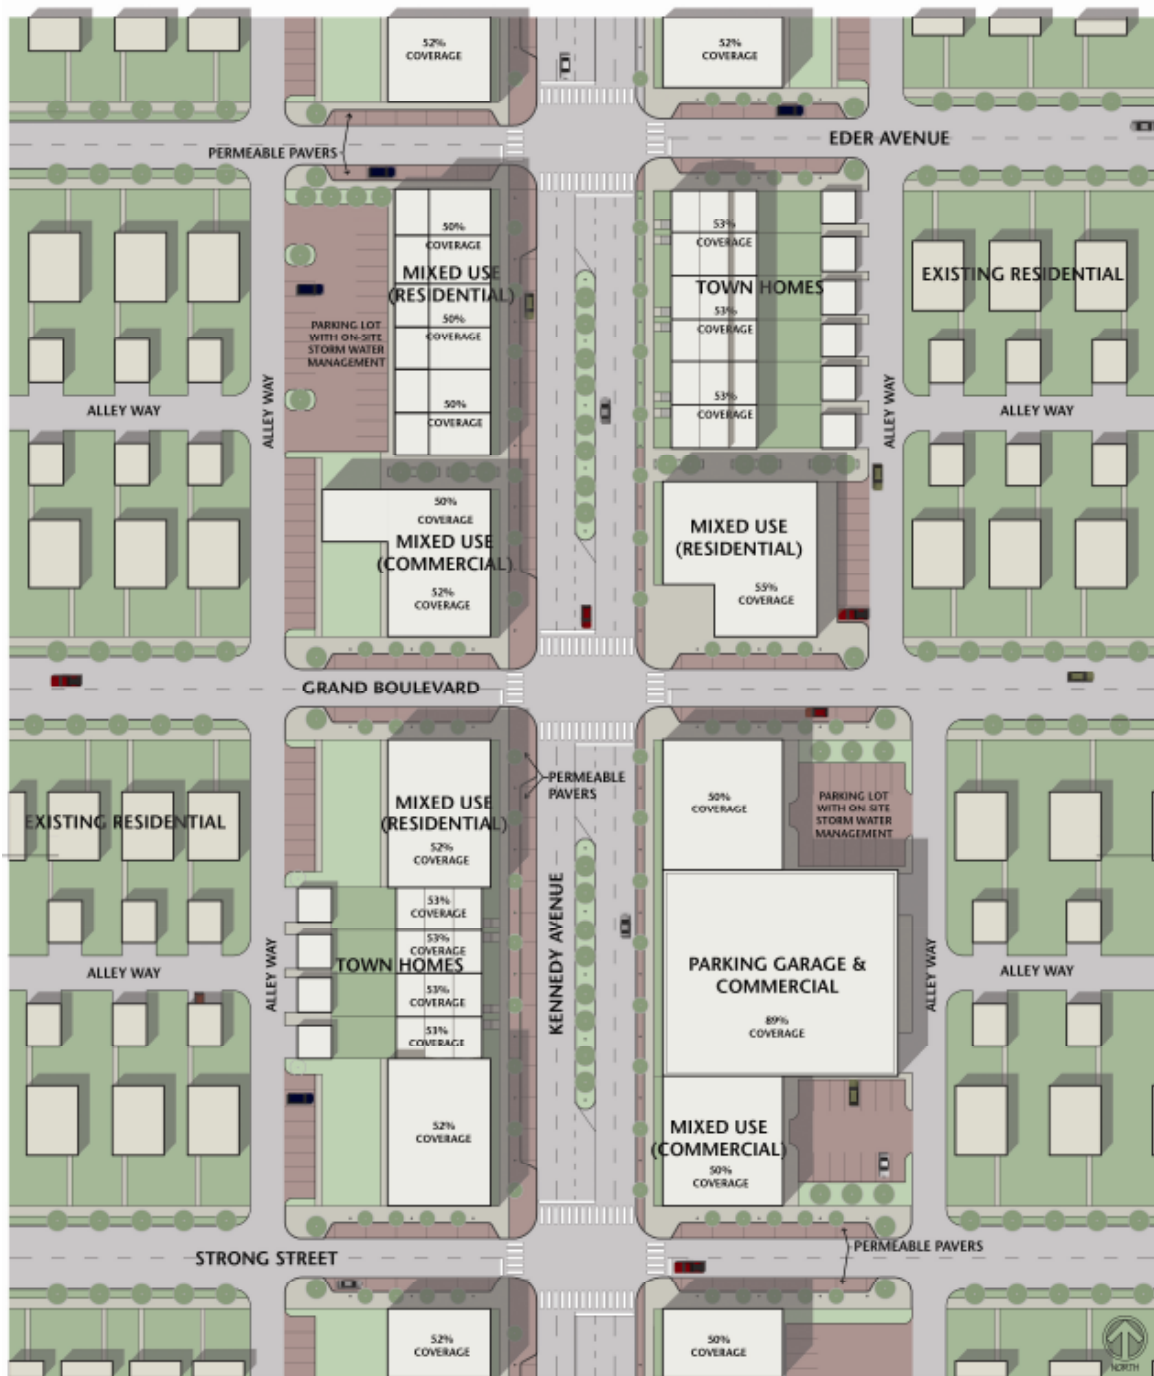 52%
COVERAGE
52%
COVERAGE
EDER AVENUE
PERMEABLE PAVERS
50%
COVERAGE
MIXED USE
(RESIDENTIAL)
50%
COVERAGE
50%
COVERAGE
PARKING LOT
WITH ON-SITE
STORM WATER
MANAGEMENT
53%
COVERAGE
TOWN HOMES
53%
COVERAGE
53%
COVERAGE
EXISTING RESIDENTIAL
ALLEY WAY
ALLEY WAY
ALLEY WAY
ALLEY WAY
50%
COVERAGE
MIXED USE
(COMMERCIAL)
52%
COVERAGE
MIXED USE
(RESIDENTIAL)
55%
COVERAGE
GRAND BOULEVARD
MIXED USE
(RESIDENTIAL)
52%
COVERAGE
PERMEABLE
PAVERS
50%
COVERAGE
PARKING LOT
WITH ON SITE
STORM WATER
MANAGEMENT
EXISTING RESIDENTIAL
53%
COVERAGE
53%
COVERAGE
TOWN HOMES
53%
COVERAGE
53%
COVERAGE
KENNEDY AVENUE
PARKING GARAGE &
COMMERCIAL
89%
COVERAGE
ALLEY WAY
ALLEY WAY
ALLEY WAY
ALLEY WAY
52%
COVERAGE
MIXED USE
(COMMERCIAL)
50%
COVERAGE
STRONG STREET
PERMEABLE PAVERS
52%
COVERAGE
50%
COVERAGE
NORTH